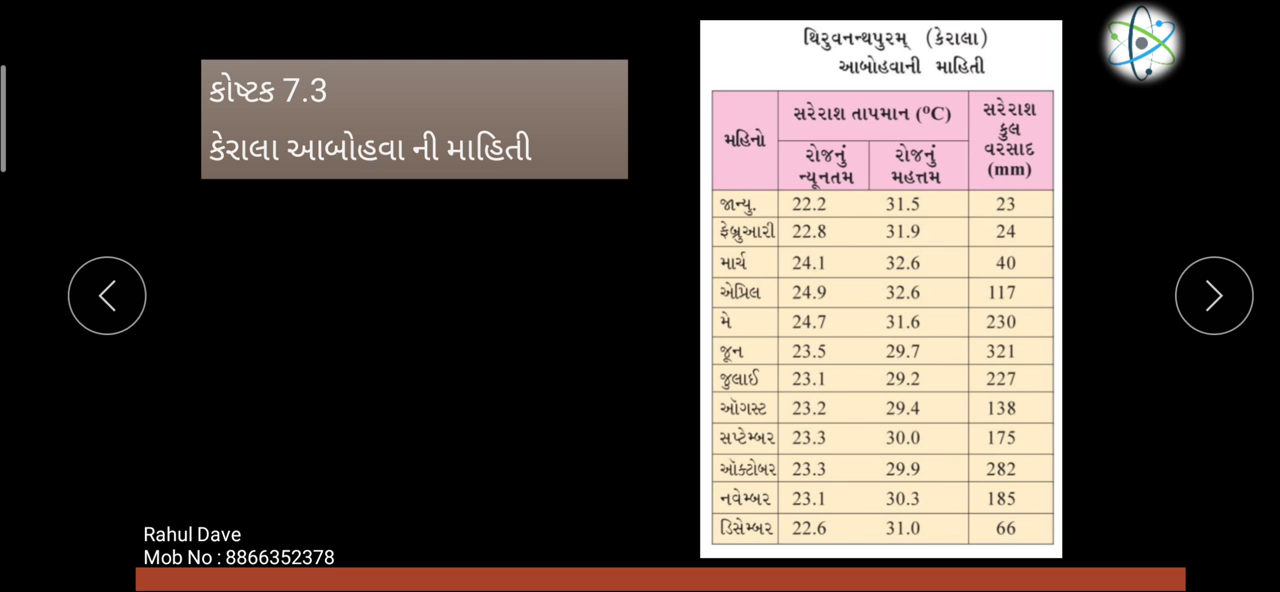 કોષ્ટક 7.3
કેરાલા આબોહવા ની માહિતી
થિરુવનન્થપુરમ્ (કેરાલા)
આબોહવાની માહિતી
મહિનો સરેરાશ તાપમાન (⁰C) સરેરાશ કુલ વરસાદ (mm)
રોજનું ન્યૂનતમ રોજનું મહત્તમ
જાન્યુ. 22.2 31.5 23
ફેબ્રુઆરી 22.8 31.9 24
માર્ચ 24.1 32.6 40
એપ્રિલ 24.9 32.6 117
મે 24.7 31.6 230
જૂન 23.5 29.7 321
જુલાઈ 23.1 29.2 227
ઑગસ્ટ 23.2 29.4 138
સપ્ટેમ્બર 23.3 30.0 175
ઑક્ટોબર 23.3 29.9 282
નવેમ્બર 23.1 30.3 185
ડિસેમ્બર 22.6 31.0 66
Rahul Dave
Mob No : 8866352378